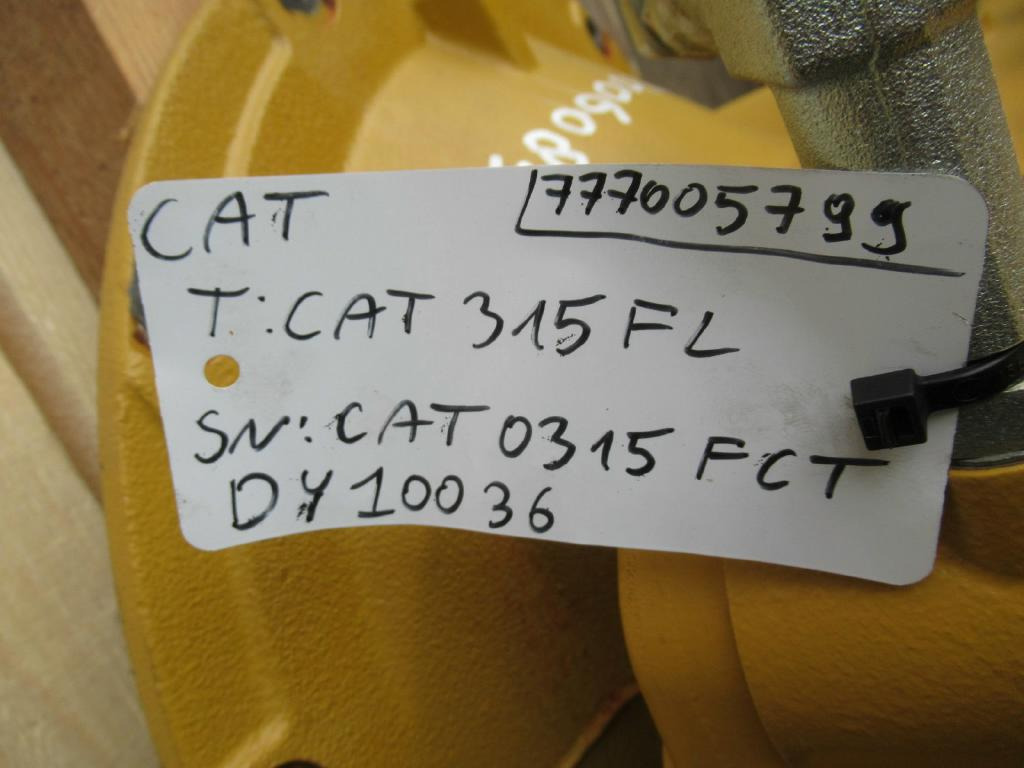 CAT 777005799
T: CAT 315 FL
SN: CAT 0315 FCT
DY10036